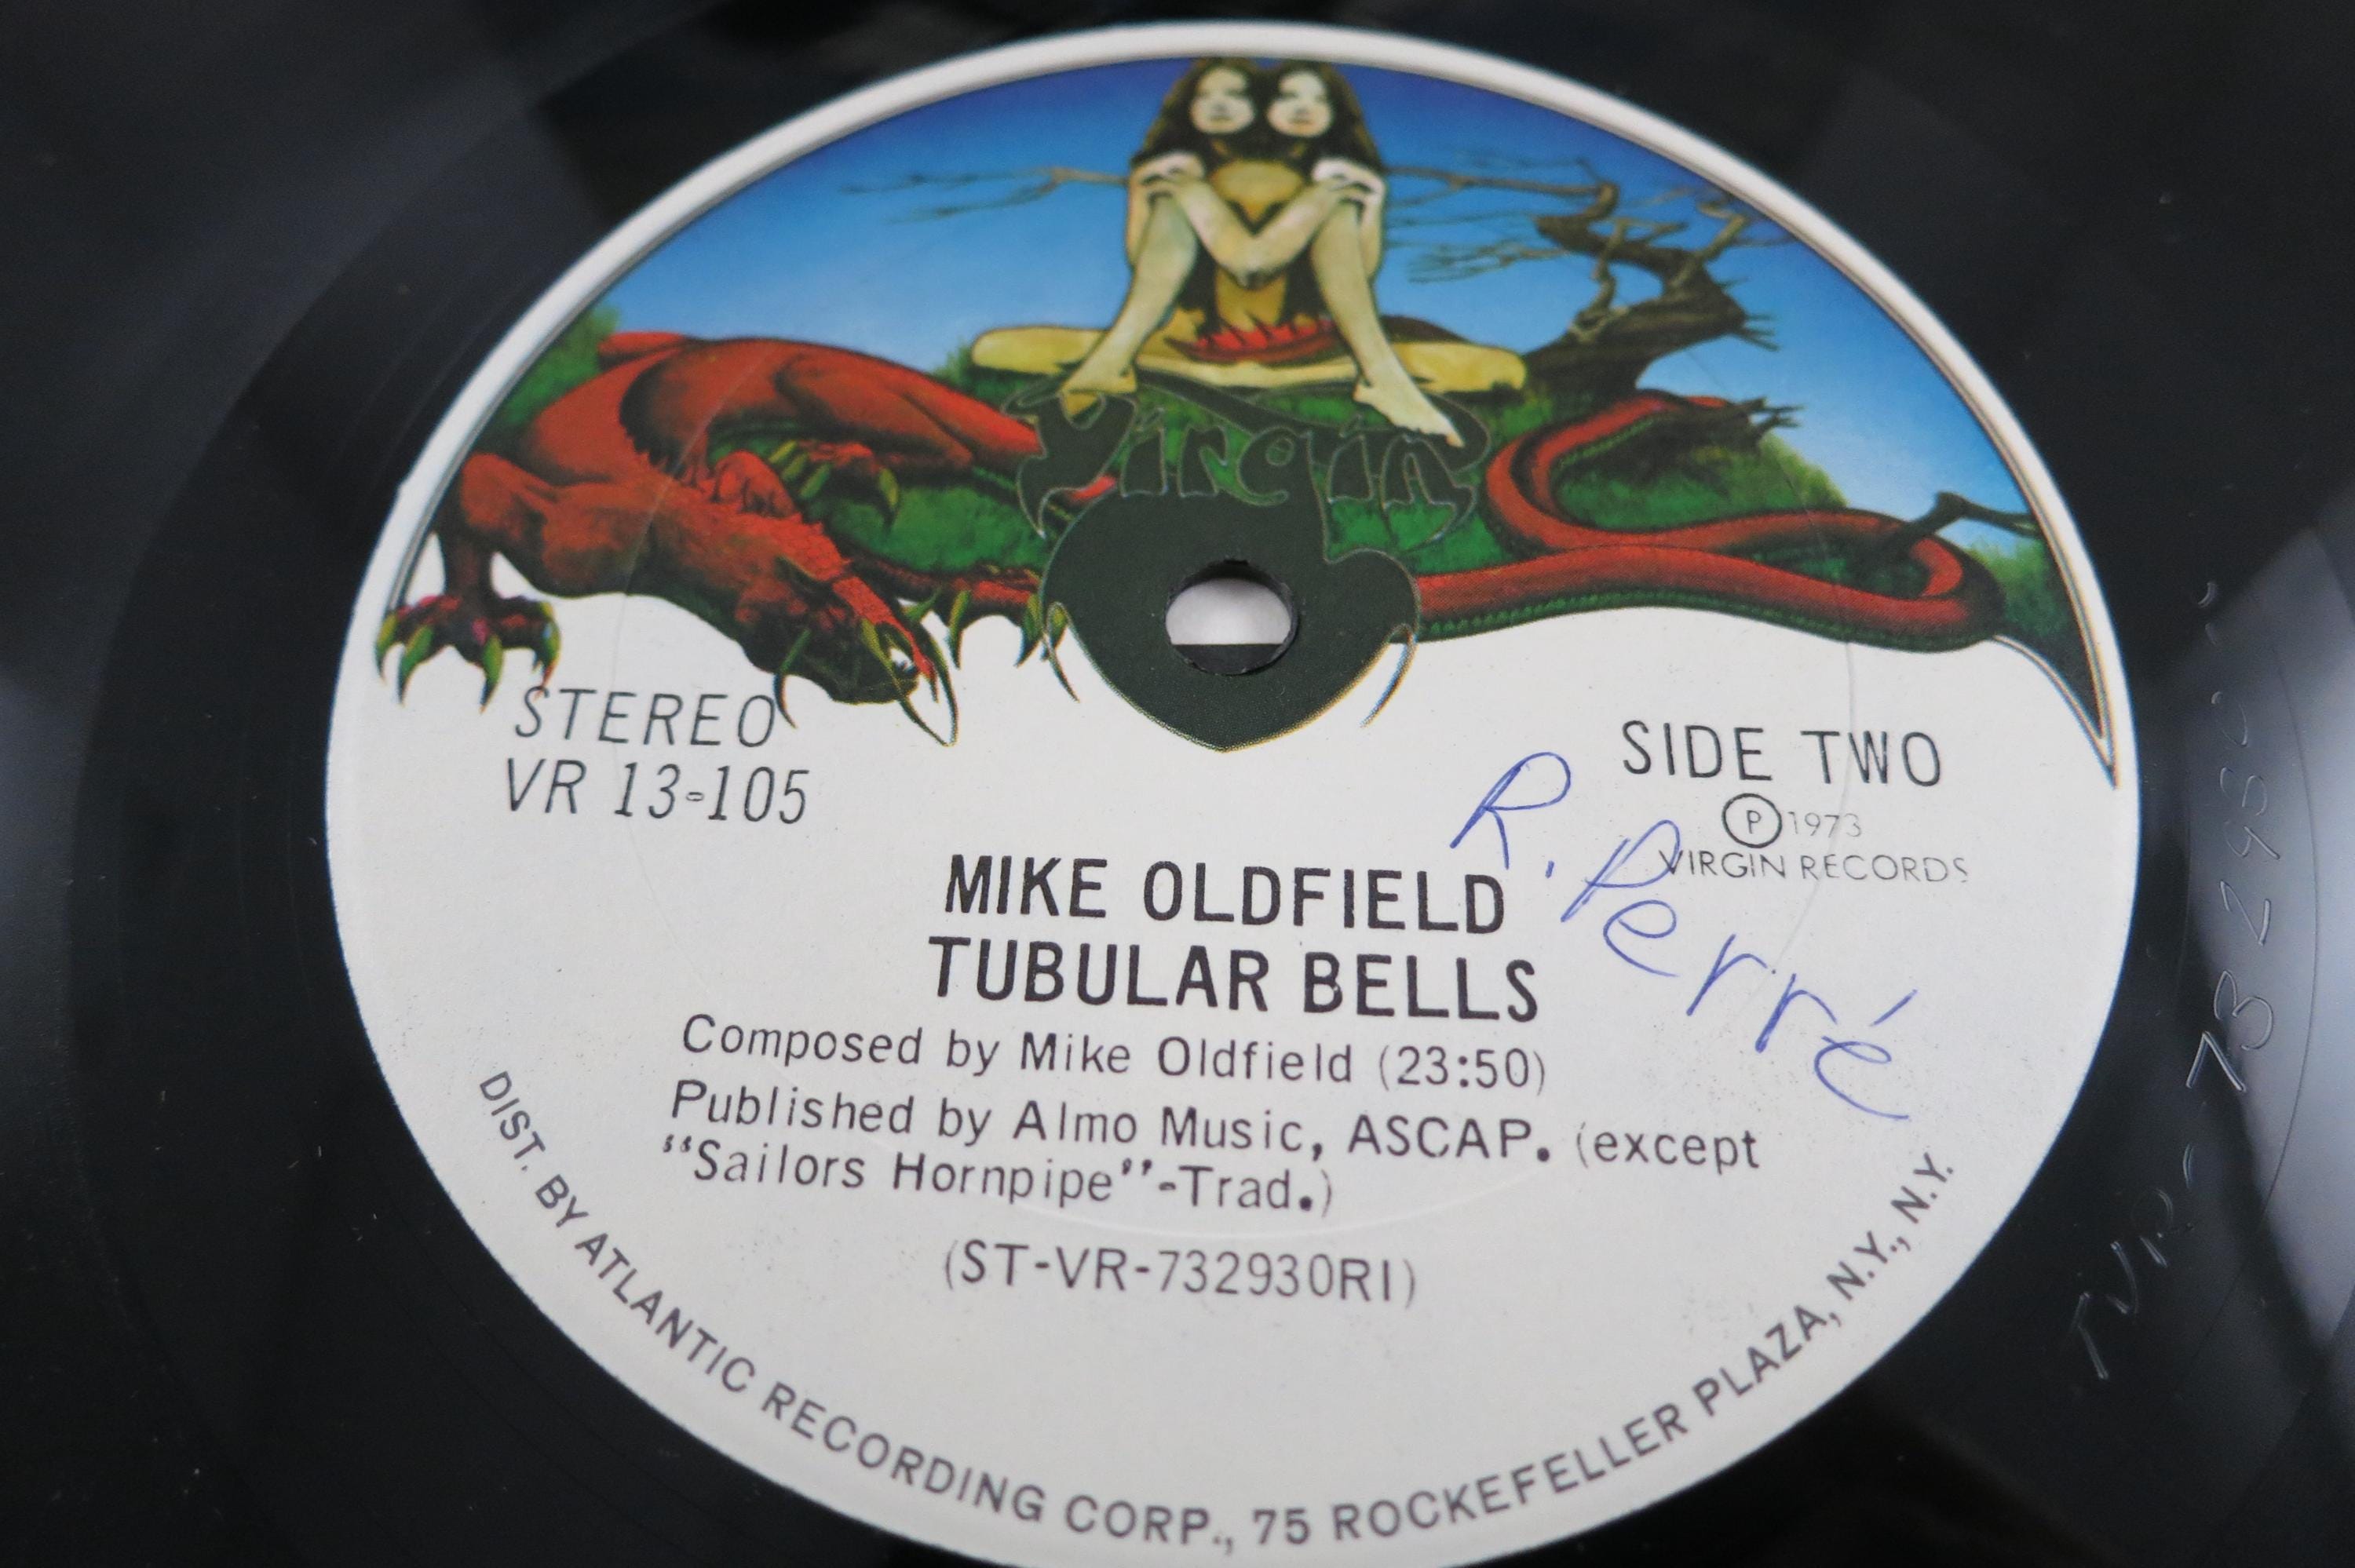 Virgin
STEREO
VR 13-105
SIDE TWO
Ⓟ1973
VIRGIN RECORDS
R. Perré
MIKE OLDFIELD
TUBULAR BELLS
Composed by Mike Oldfield (23:50)
Published by Almo Music, ASCAP. (except
“Sailors Hornpipe”-Trad.)
(ST-VR-732930RI)
DIST. BY ATLANTIC RECORDING CORP., 75 ROCKEFELLER PLAZA, N.Y., N.Y.